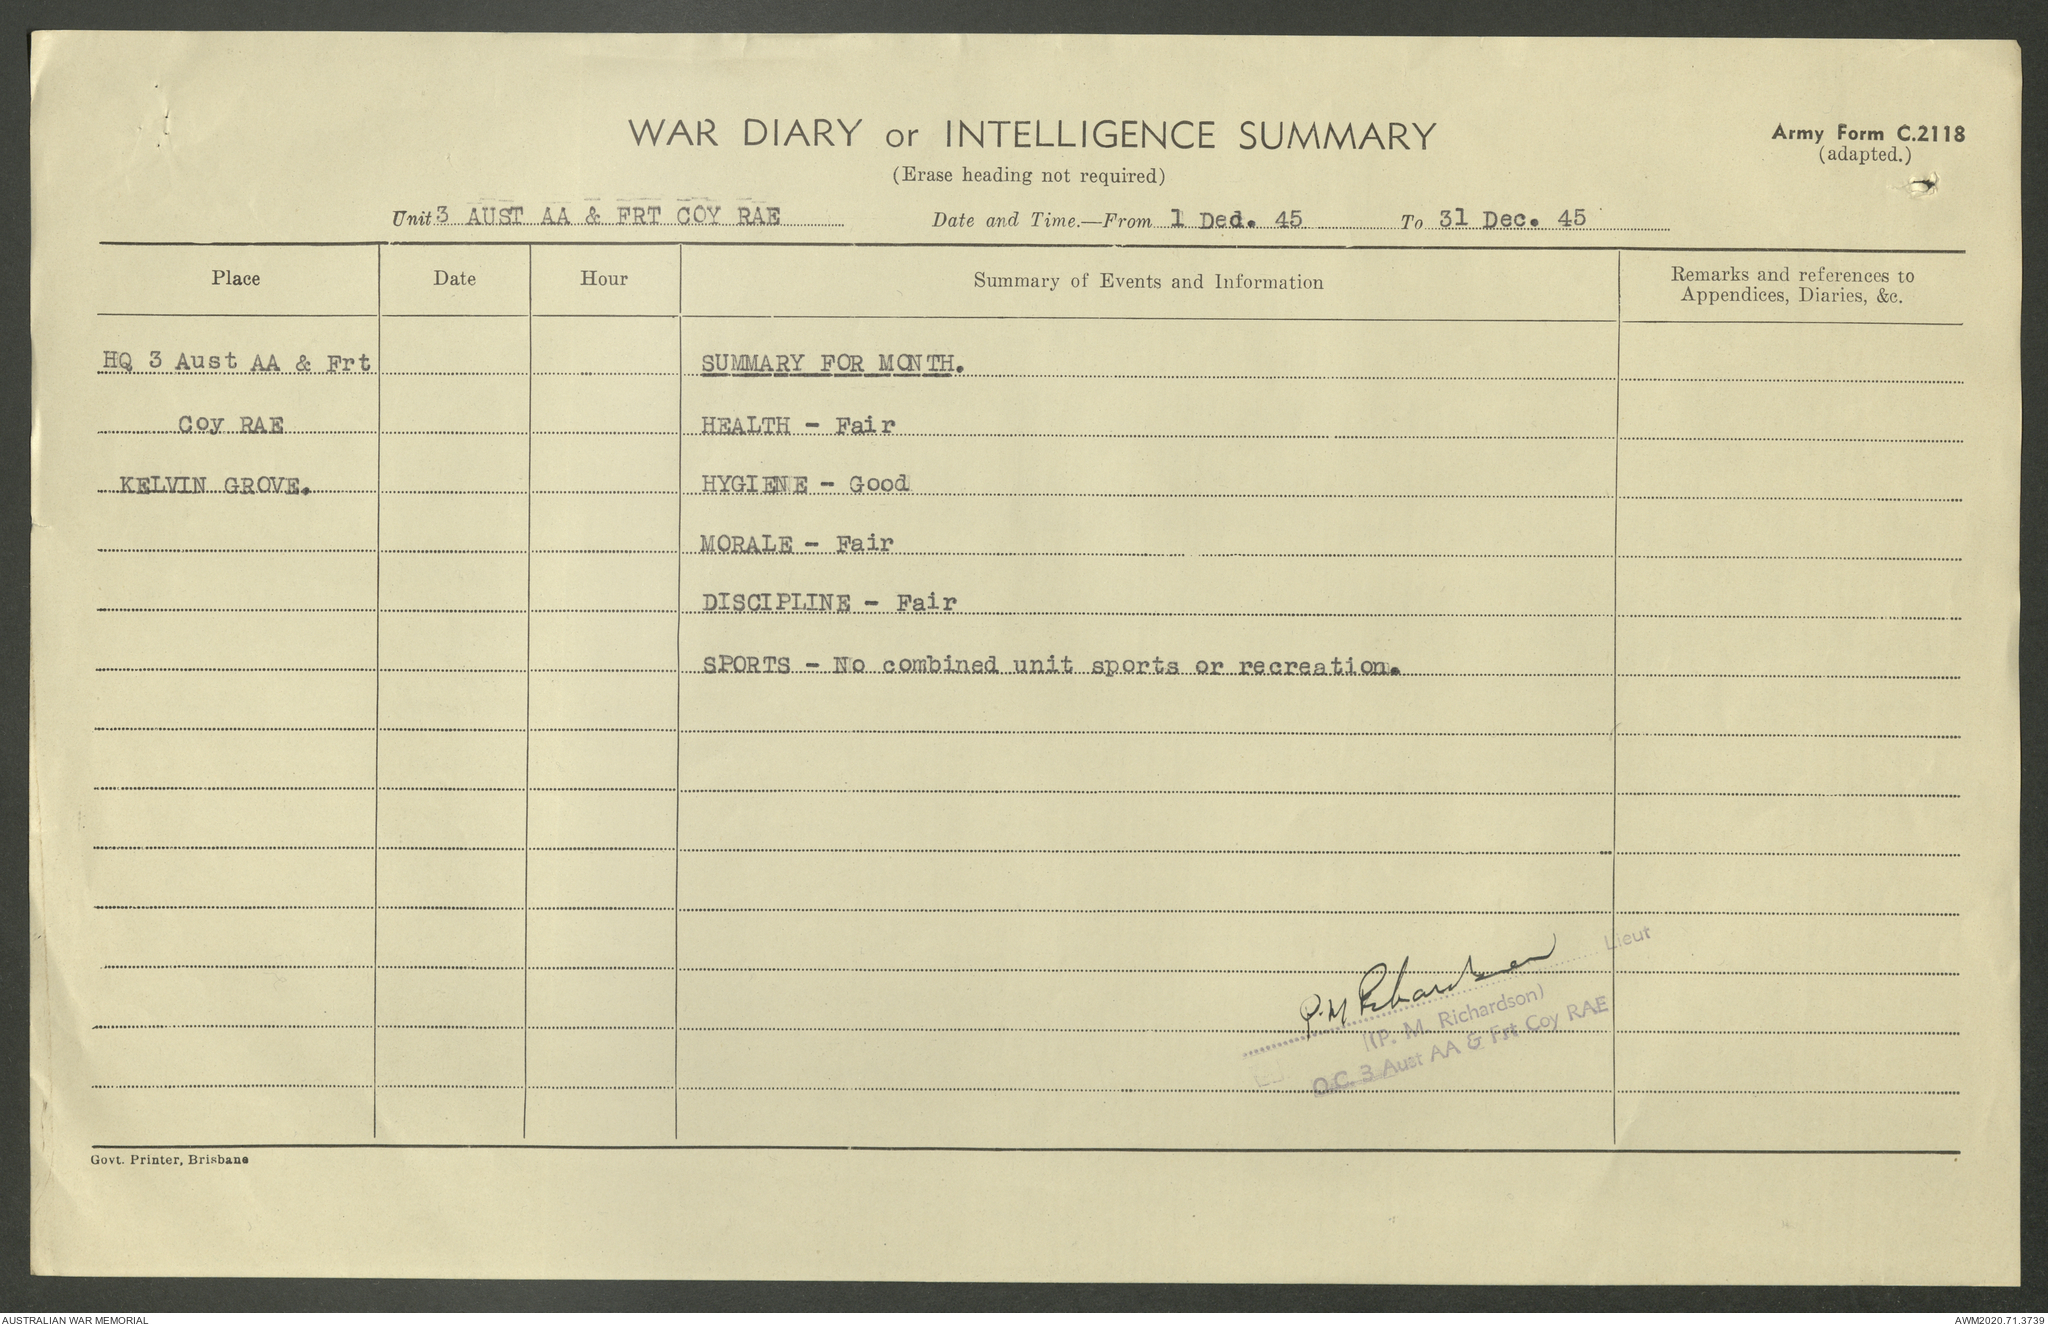 WAR DIARY or INTELLIGENCE SUMMARY
Army Form C.2118
(adapted.)
(Erase heading not required)
Unit 3 AUST AA & FRT COY RAE Date and Time.—From 1 Ded. 45 To 31 Dec. 45
Place Date Hour Summary of Events and Information Remarks and references to
Appendices, Diaries, &c.
HQ 3 Aust AA & Frt SUMMARY FOR MONTH.
Coy RAE HEALTH - Fair
KELVIN GROVE. HYGIENE - Good
MORALE - Fair
DISCIPLINE - Fair
SPORTS - No combined unit sports or recreation.
P.M Richardson Lieut
(P. M. Richardson)
O.C. 3 Aust AA & Frt Coy RAE
Govt. Printer, Brisbane
AUSTRALIAN WAR MEMORIAL AWM2020.71.3739